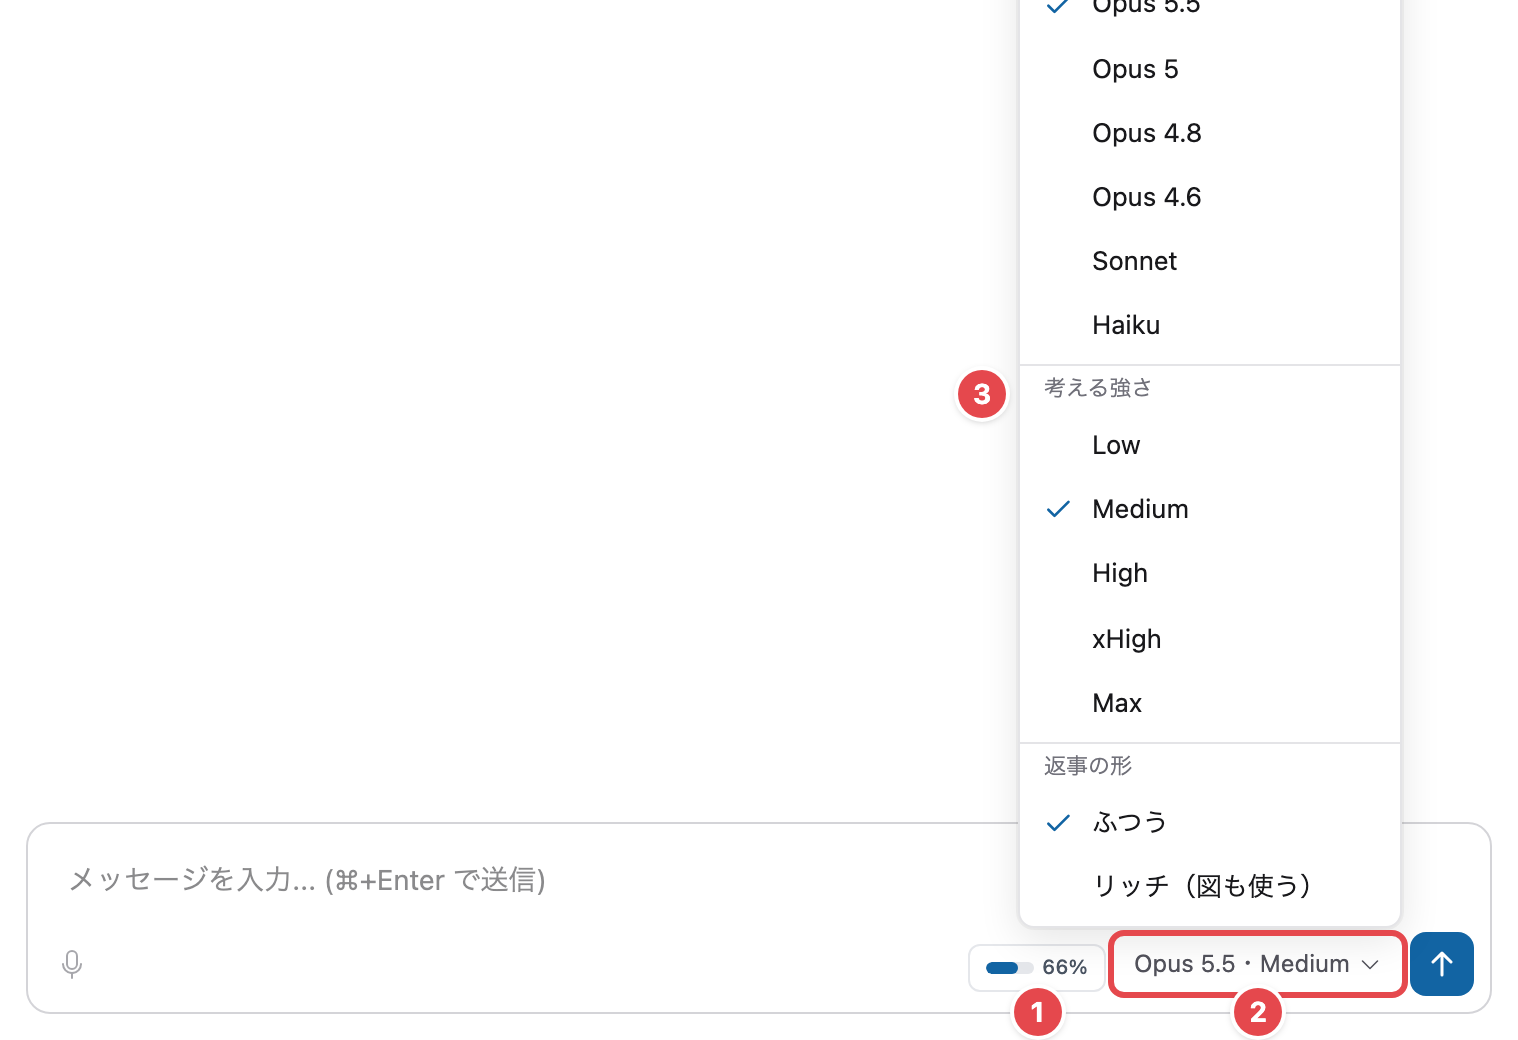 Opus 5.5
Opus 5
Opus 4.8
Opus 4.6
Sonnet
Haiku
考える強さ
3
Low
Medium
High
xHigh
Max
返事の形
ふつう
リッチ（図も使う）
メッセージを入力... (⌘+Enter で送信)
66%
Opus 5.5・Medium
1
2